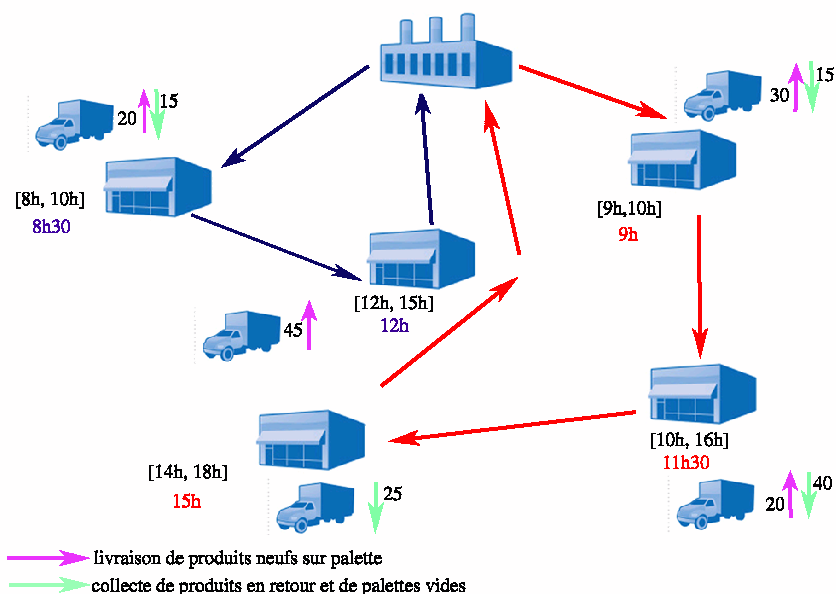 20
15
30
15
[8h, 10h]
8h30
[9h,10h]
9h
[12h, 15h]
12h
45
[10h, 16h]
11h30
[14h, 18h]
15h
25
20
40
livraison de produits neufs sur palette
collecte de produits en retour et de palettes vides